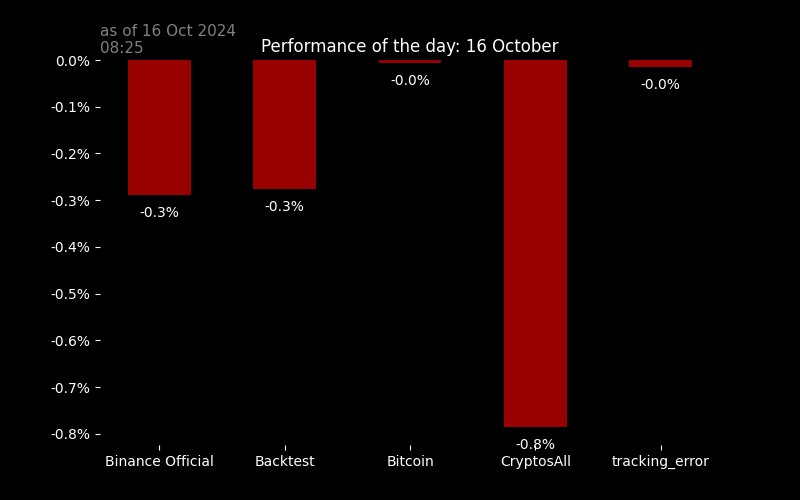 as of 16 Oct 2024
08:25
Performance of the day: 16 October
0.0%
-0.1%
-0.2%
-0.3%
-0.4%
-0.5%
-0.6%
-0.7%
-0.8%
-0.3%
-0.3%
-0.0%
-0.8%
-0.0%
Binance Official
Backtest
Bitcoin
CryptosAll
tracking_error